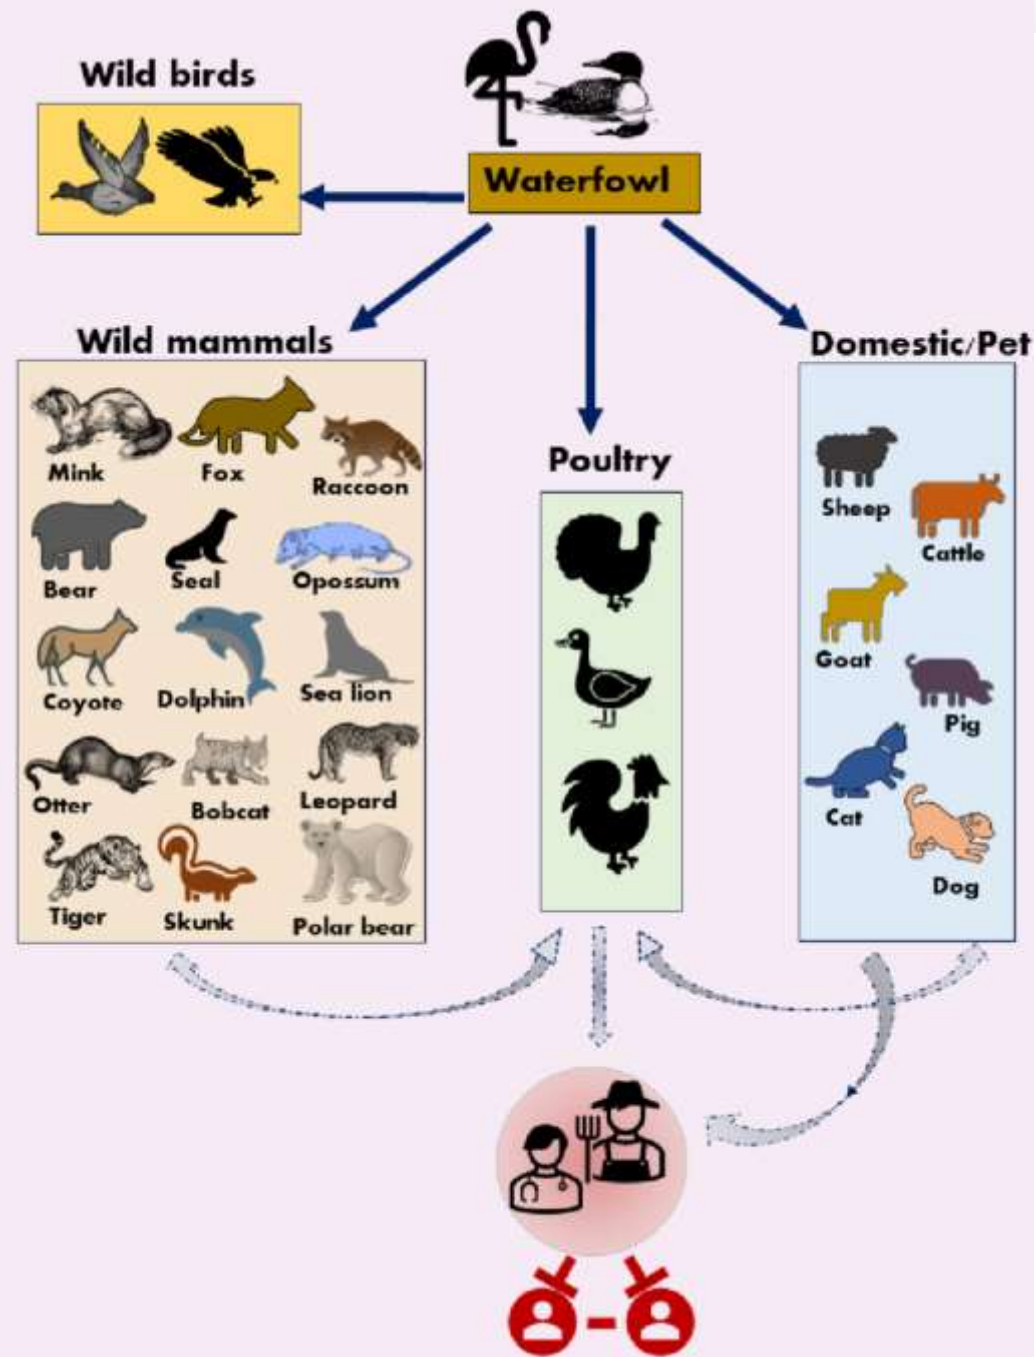 Wild birds
Waterfowl
Wild mammals
Domestic/Pet
Mink
Fox
Raccoon
Bear
Seal
Opossum
Coyote
Dolphin
Sea lion
Otter
Bobcat
Leopard
Tiger
Skunk
Polar bear
Poultry
Sheep
Cattle
Goat
Pig
Cat
Dog